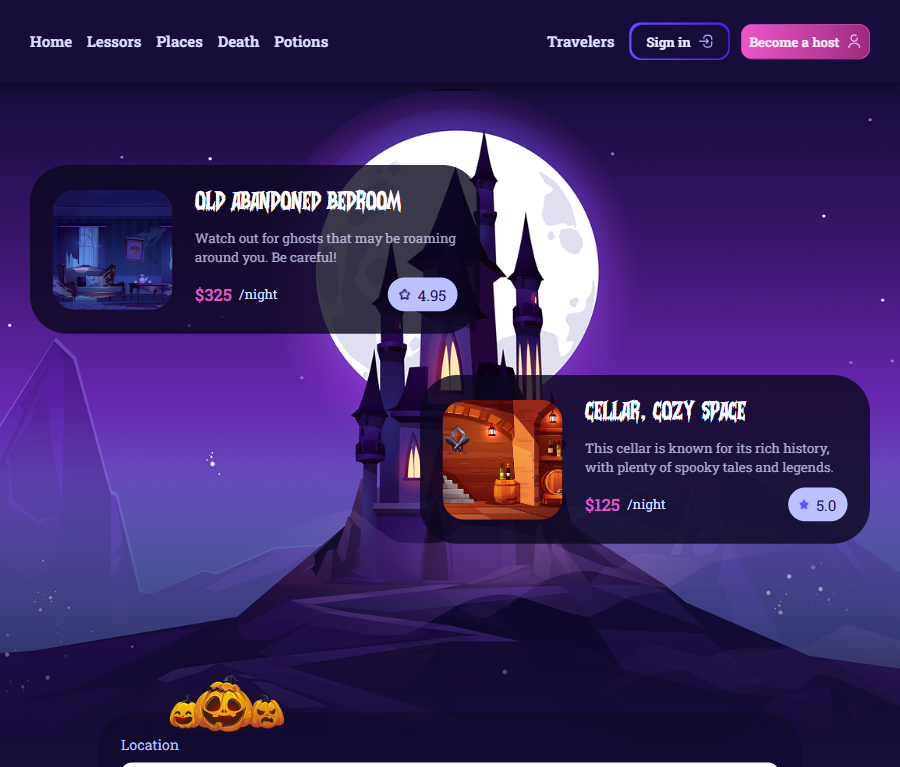 Home Lessors Places Death Potions Travelers Sign in Become a host
OLD ABANDONED BEDROOM
Watch out for ghosts that may be roaming
around you. Be careful!
$325 /night 4.95
CELLAR, COZY SPACE
This cellar is known for its rich history,
with plenty of spooky tales and legends.
$125 /night 5.0
Location